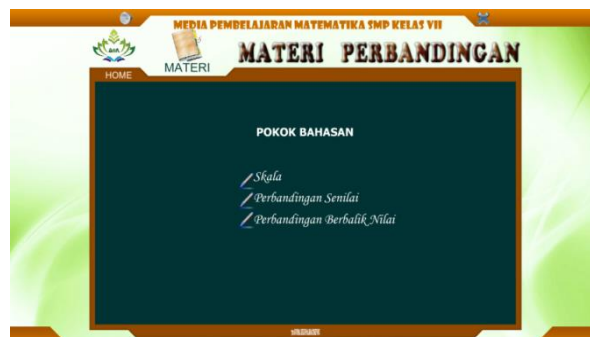 MEDIA PEMBELAJARAN MATEMATIKA SMP KELAS VII
MATERI PERBANDINGAN
HOME
MATERI
POKOK BAHASAN
Skala
Perbandingan Senilai
Perbandingan Berbalik Nilai